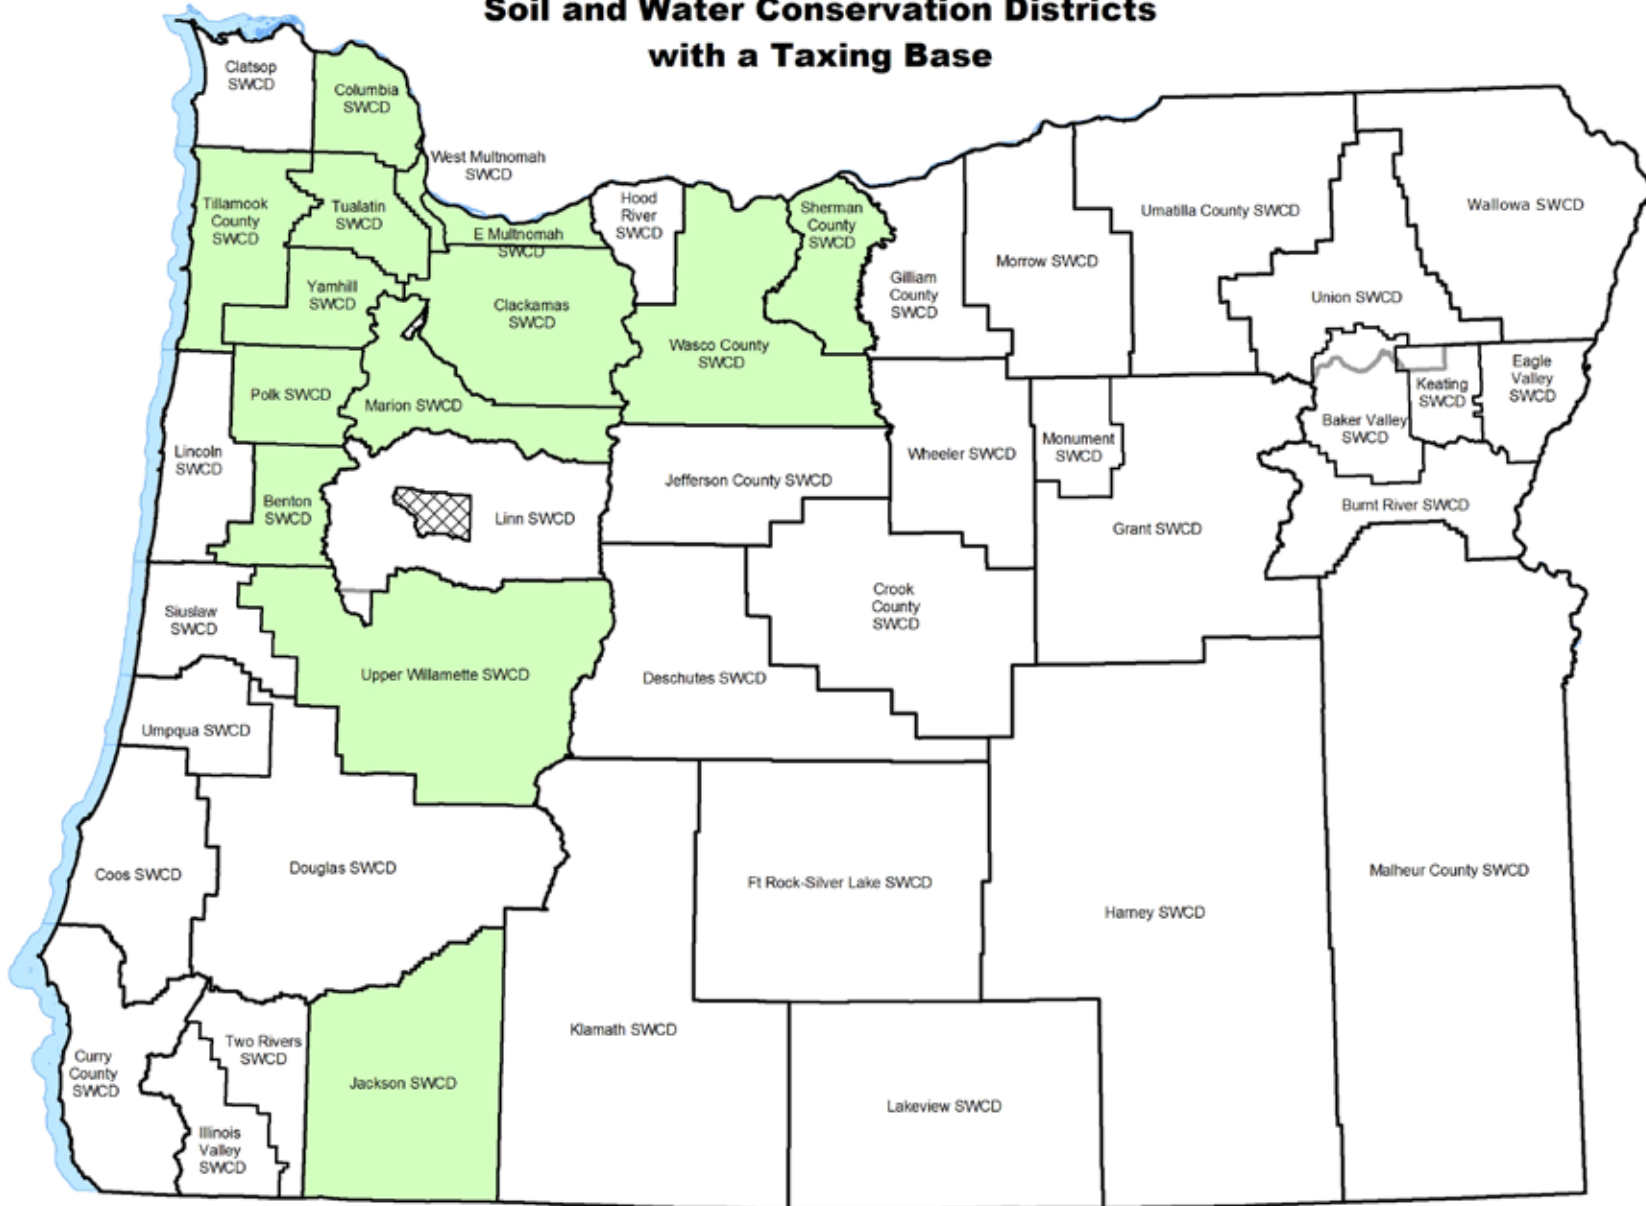 Soil and Water Conservation Districts
with a Taxing Base
Clatsop
SWCD
Columbia
SWCD
West Multnomah
SWCD
Tillamook
County
SWCD
Tualatin
SWCD
E Multnomah
SWCD
Hood
River
SWCD
Sherman
County
SWCD
Gilliam
County
SWCD
Morrow SWCD
Umatilla County SWCD
Wallowa SWCD
Union SWCD
Yamhill
SWCD
Clackamas
SWCD
Wasco County
SWCD
Polk SWCD
Marion SWCD
Baker Valley
SWCD
Keating
SWCD
Eagle
Valley
SWCD
Lincoln
SWCD
Benton
SWCD
Linn SWCD
Jefferson County SWCD
Wheeler SWCD
Monument
SWCD
Grant SWCD
Burnt River SWCD
Siuslaw
SWCD
Upper Willamette SWCD
Deschutes SWCD
Crook
County
SWCD
Umpqua SWCD
Coos SWCD
Douglas SWCD
Ft Rock-Silver Lake SWCD
Harney SWCD
Malheur County SWCD
Curry
County
SWCD
Two Rivers
SWCD
Illinois
Valley
SWCD
Jackson SWCD
Klamath SWCD
Lakeview SWCD